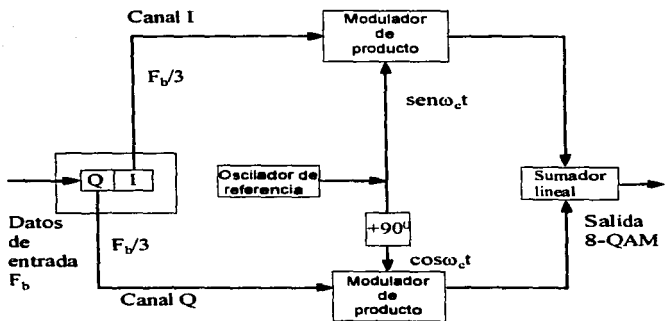 Canal I
Modulador
de
producto
F_b/3
senω_ct
Q I
Oscilador de
referencia
Sumador
lineal
+90⁰
Datos
de
entrada
F_b
F_b/3
cosω_ct
Salida
8-QAM
Canal Q
Modulador
de
producto